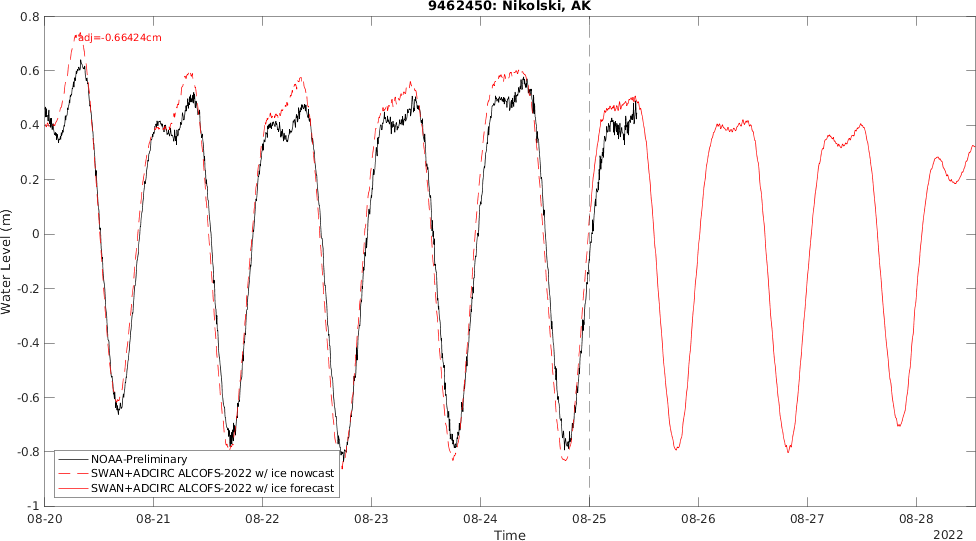 9462450: Nikolski, AK
adj=-0.66424cm
0.8
0.6
0.4
0.2
0
-0.2
-0.4
-0.6
-0.8
-1
Water Level (m)
NOAA-Preliminary
SWAN+ADCIRC ALCOFS-2022 w/ ice nowcast
SWAN+ADCIRC ALCOFS-2022 w/ ice forecast
08-20 08-21 08-22 08-23 08-24 08-25 08-26 08-27 08-28
Time
2022